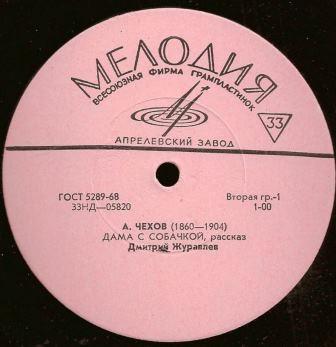 МЕЛОДИЯ
ВСЕСОЮЗНАЯ ФИРМА ГРАМПЛАСТИНОК
33
АПРЕЛЕВСКИЙ ЗАВОД
ГОСТ 5289-68
Вторая гр.-1
33НД—05820
1-00
А. ЧЕХОВ (1860—1904)
ДАМА С СОБАЧКОЙ, рассказ
Дмитрий Журавлев